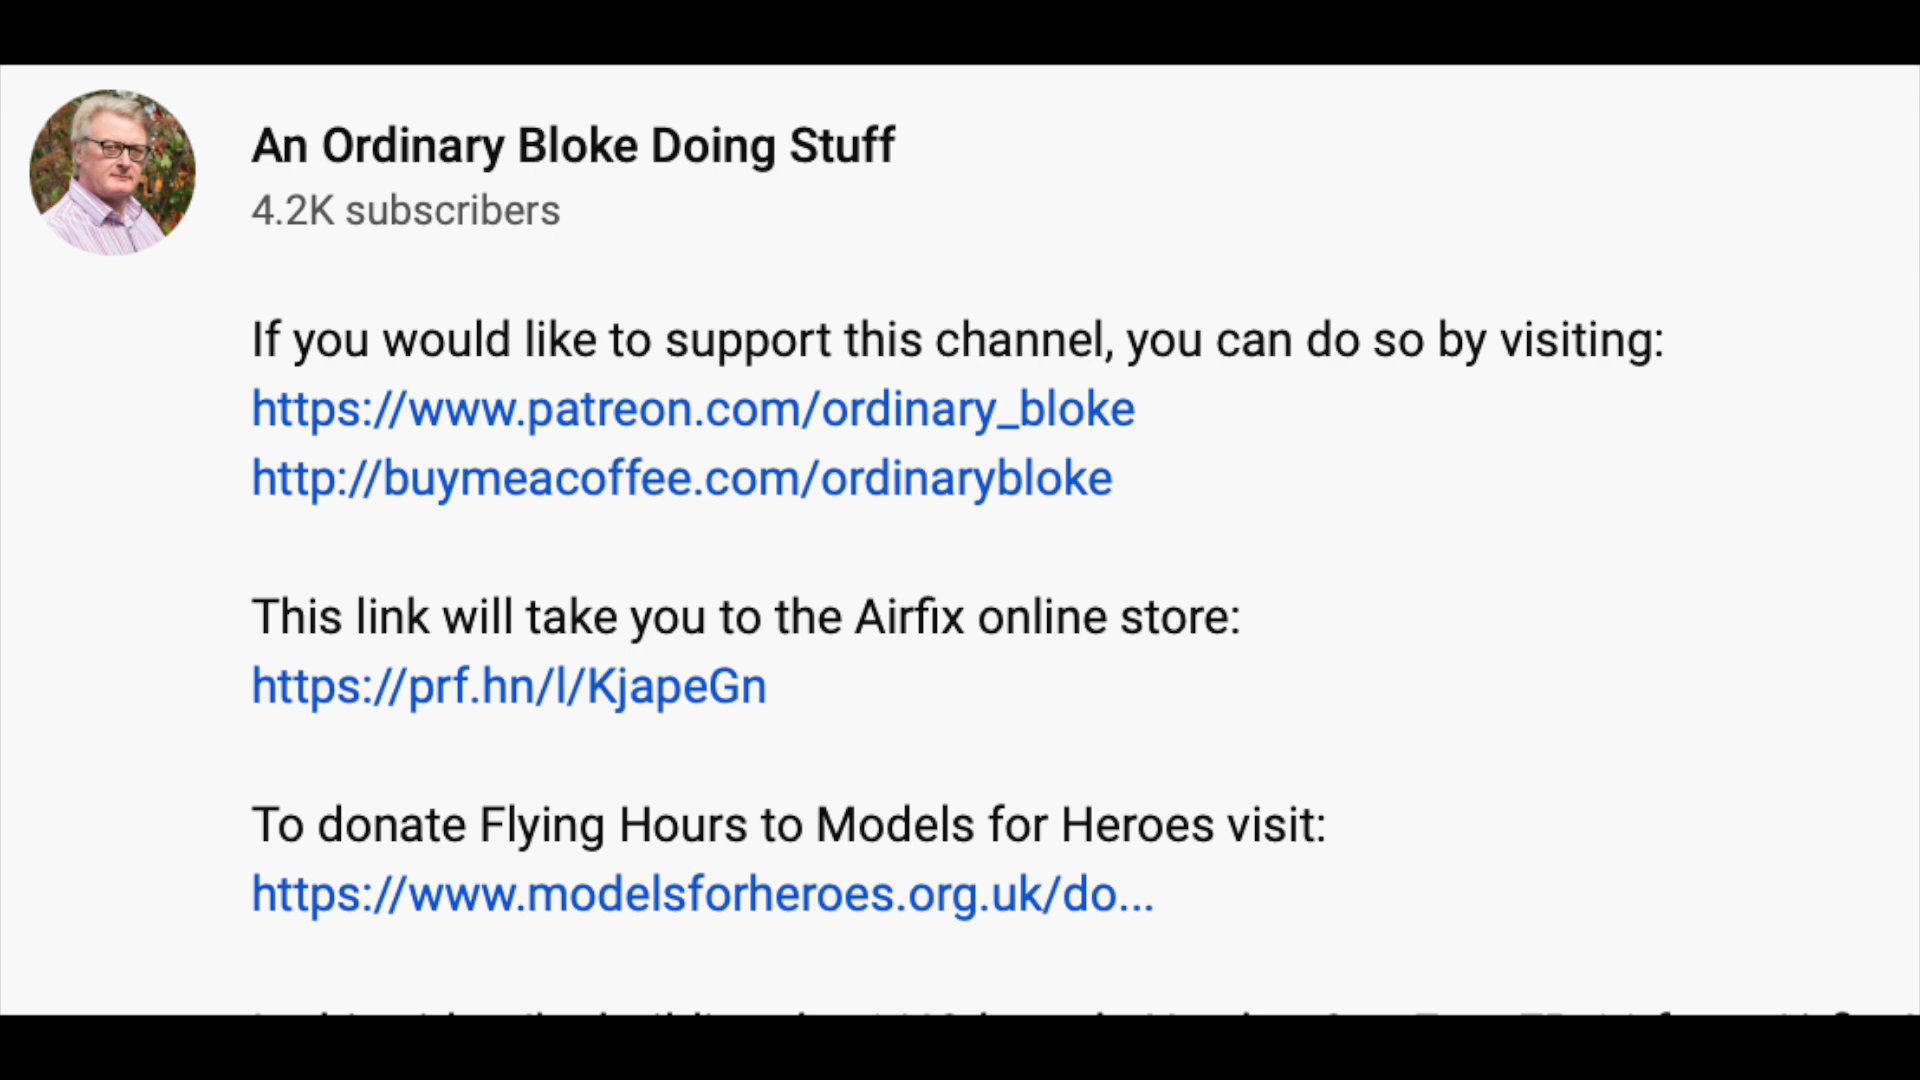 An Ordinary Bloke Doing Stuff
4.2K subscribers
If you would like to support this channel, you can do so by visiting:
https://www.patreon.com/ordinary_bloke
http://buymeacoffee.com/ordinarybloke
This link will take you to the Airfix online store:
https://prf.hn/l/KjapeGn
To donate Flying Hours to Models for Heroes visit:
https://www.modelsforheroes.org.uk/do...